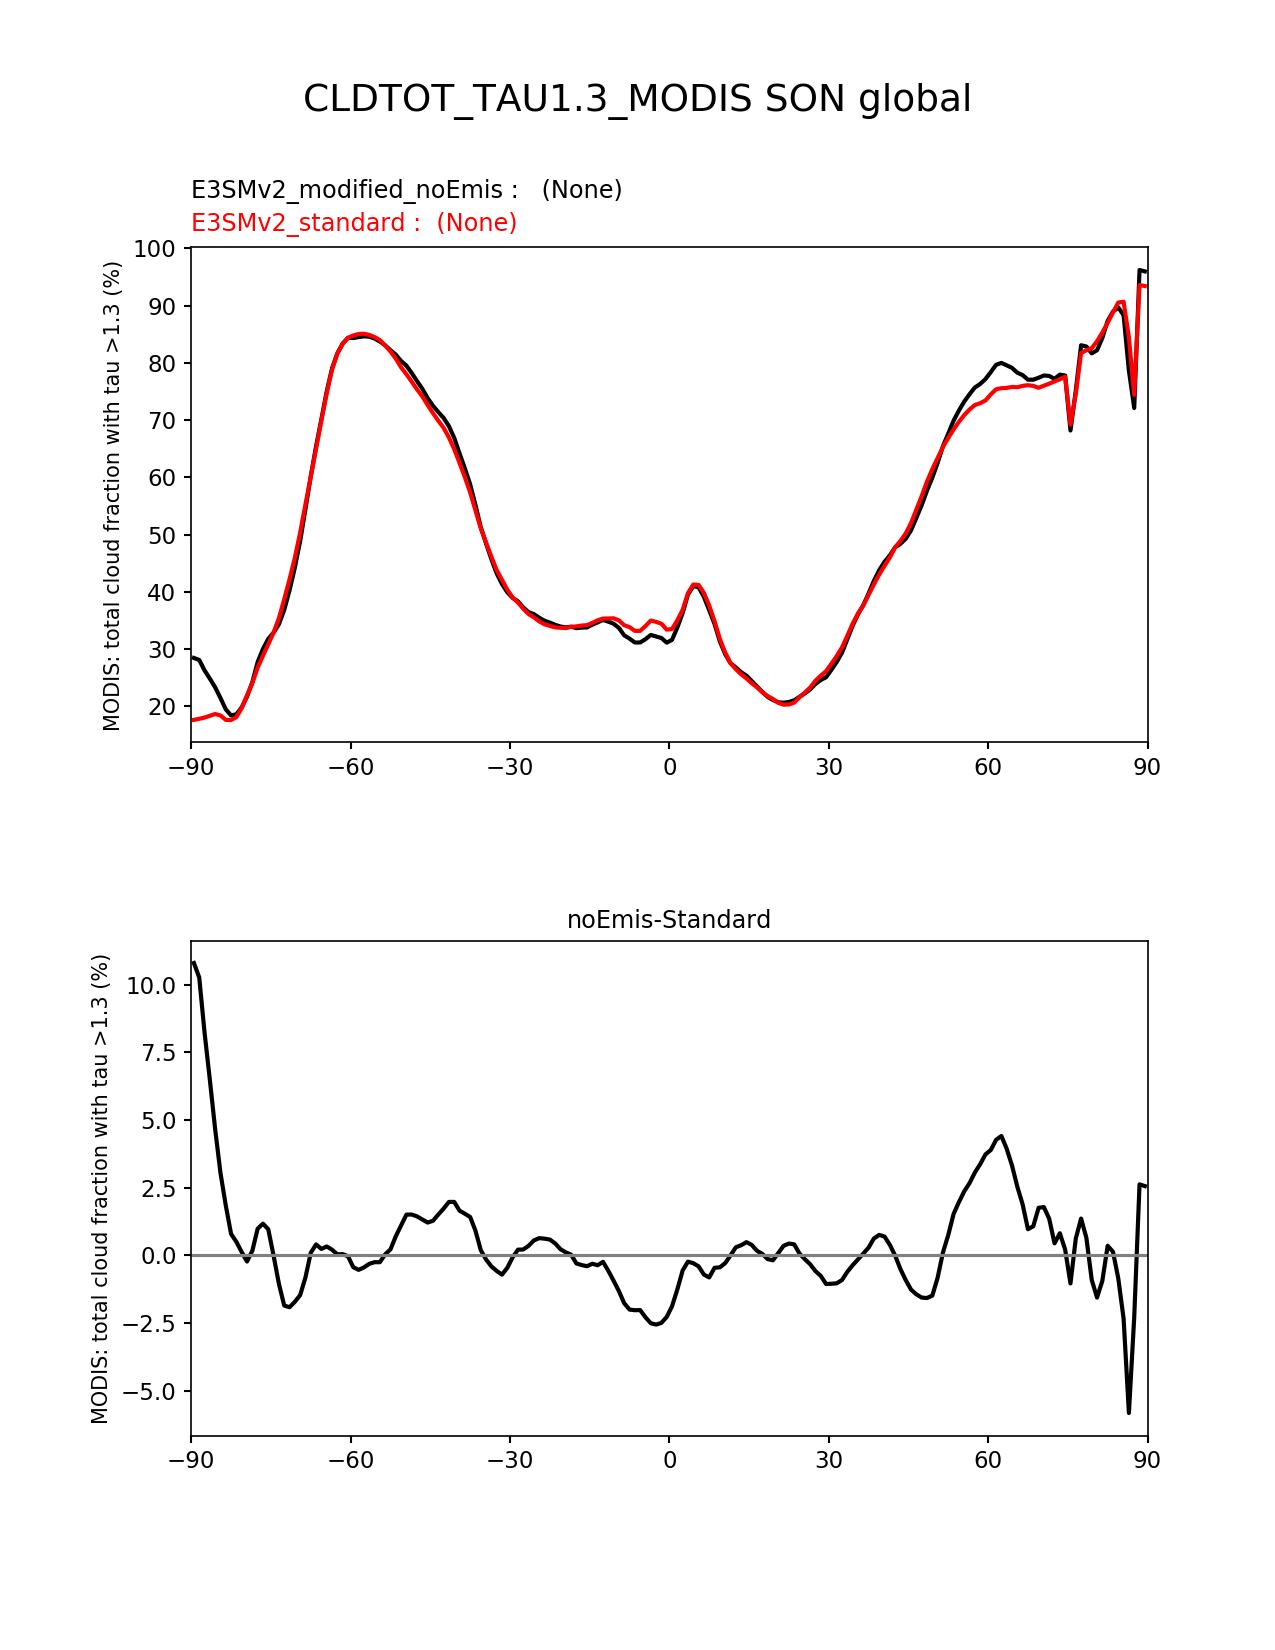 CLDTOT_TAU1.3_MODIS SON global
E3SMv2_modified_noEmis :   (None)
E3SMv2_standard :  (None)
MODIS: total cloud fraction with tau >1.3 (%)
100
90
80
70
60
50
40
30
20
−90 −60 −30 0 30 60 90
noEmis-Standard
MODIS: total cloud fraction with tau >1.3 (%)
10.0
7.5
5.0
2.5
0.0
−2.5
−5.0
−90 −60 −30 0 30 60 90